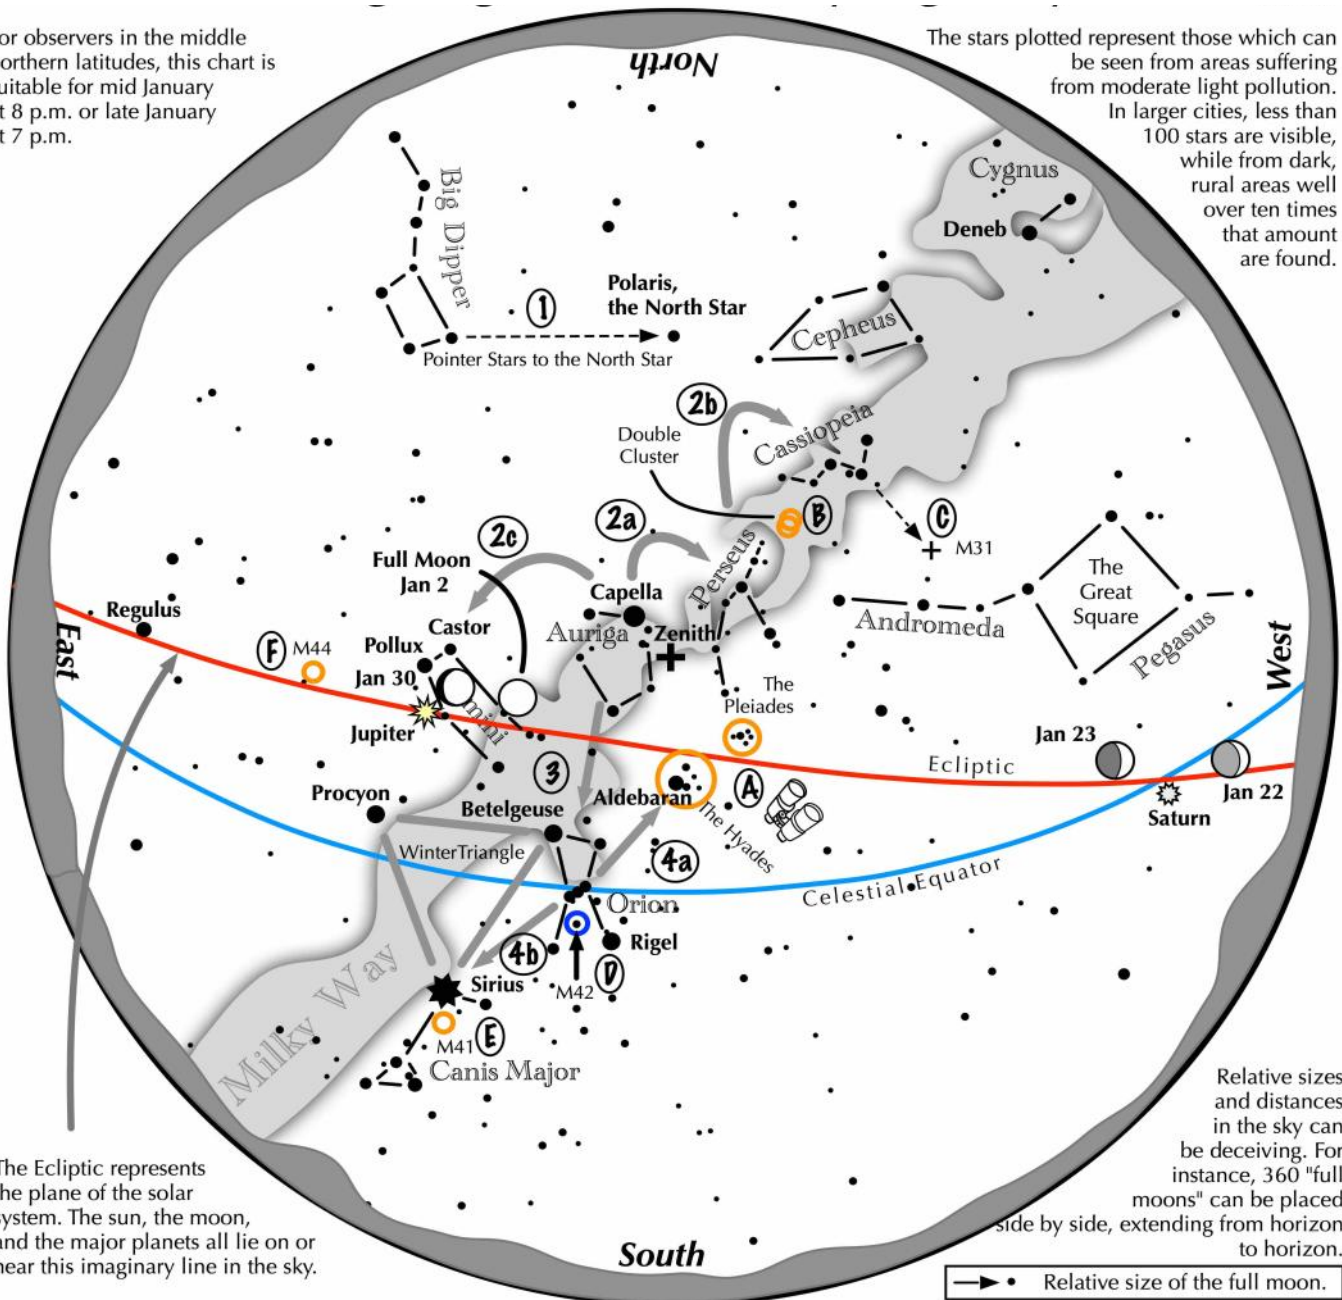 or observers in the middle
orthern latitudes, this chart is
uitable for mid January
t 8 p.m. or late January
t 7 p.m.
North
The stars plotted represent those which can
be seen from areas suffering
from moderate light pollution.
In larger cities, less than
100 stars are visible,
while from dark,
rural areas well
over ten times
that amount
are found.
Cygnus
Deneb
Big Dipper
1
Polaris,
the North Star
Pointer Stars to the North Star
Cepheus
2b
Cassiopeia
Double
Cluster
B
C
M31
2a
2c
Full Moon
Jan 2
Perseus
Capella
Auriga
Zenith
The
Great
Square
Andromeda
Pegasus
Regulus
East
West
F
M44
Castor
Pollux
Jan 30
Jupiter
mini
The
Pleiades
Jan 23
Ecliptic
Jan 22
Saturn
3
A
Procyon
Betelgeuse
Aldebaran
The Hyades
WinterTriangle
4a
Celestial Equator
Orion
Rigel
4b
D
M42
Sirius
M41
E
Canis Major
Milky Way
The Ecliptic represents
the plane of the solar
system. The sun, the moon,
and the major planets all lie on or
near this imaginary line in the sky.
South
Relative sizes
and distances
in the sky can
be deceiving. For
instance, 360 "full
moons" can be placed
side by side, extending from horizon
to horizon.
Relative size of the full moon.